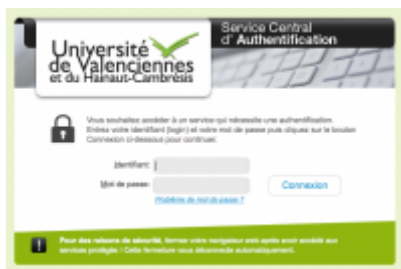 Université
de Valenciennes
et du Hainaut-Cambrésis
Service Central
d'Authentification
Vous souhaitez accéder à un service qui nécessite une authentification.
Entrez votre identifiant (login) et votre mot de passe puis cliquez sur le bouton
Connexion ci-dessous pour continuer.
Identifiant:
Mot de passe:
Connexion
Problème de mot de passe ?
Pour des raisons de sécurité, fermez votre navigateur web après avoir accédé aux
services protégés ! Cette fermeture vous déconnecte automatiquement.